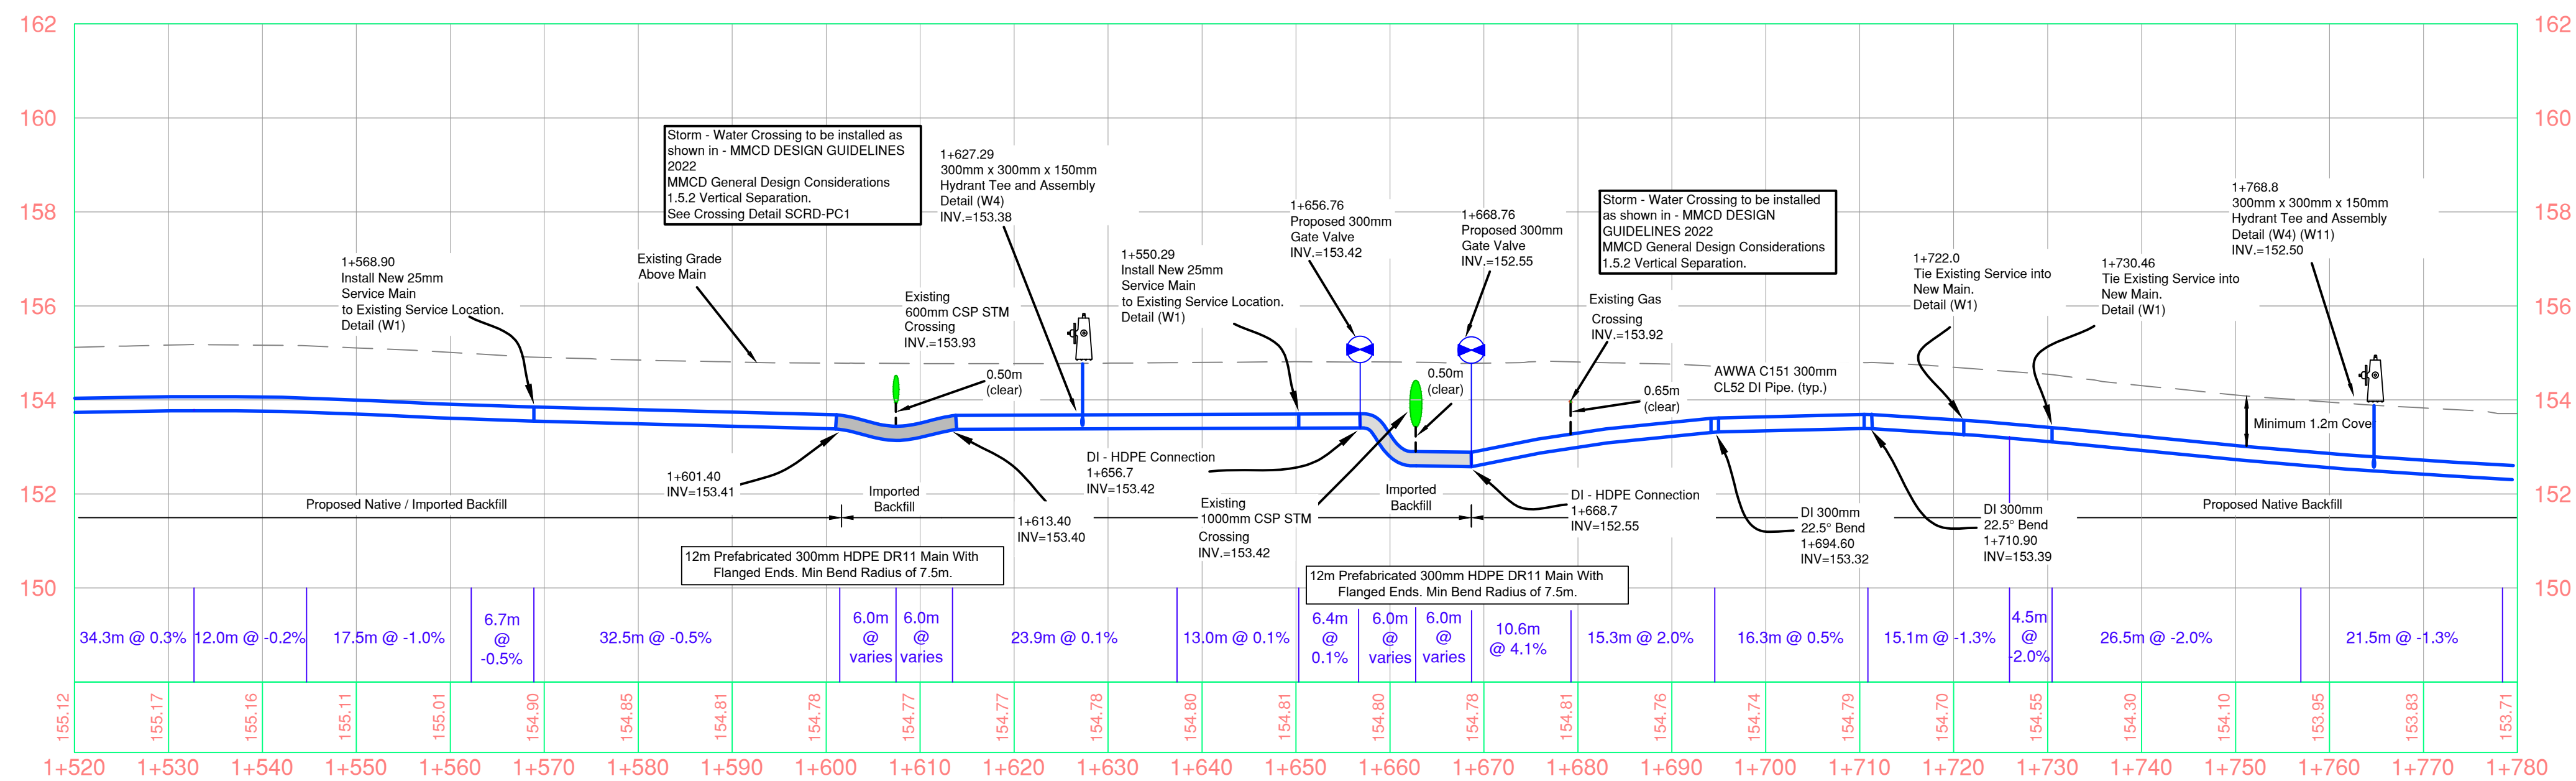 162
162
160
160
158
158
156
156
154
154
152
152
150
150
Storm - Water Crossing to be installed as
shown in - MMCD DESIGN GUIDELINES
2022
MMCD General Design Considerations
1.5.2 Vertical Separation.
See Crossing Detail SCRD-PC1
1+627.29
300mm x 300mm x 150mm
Hydrant Tee and Assembly
Detail (W4)
INV.=153.38
1+568.90
Install New 25mm
Service Main
to Existing Service Location.
Detail (W1)
Existing Grade
Above Main
Existing
600mm CSP STM
Crossing
INV.=153.93
0.50m
(clear)
1+550.29
Install New 25mm
Service Main
to Existing Service Location.
Detail (W1)
1+656.76
Proposed 300mm
Gate Valve
INV.=153.42
1+668.76
Proposed 300mm
Gate Valve
INV.=152.55
Storm - Water Crossing to be installed
as shown in - MMCD DESIGN
GUIDELINES 2022
MMCD General Design Considerations
1.5.2 Vertical Separation.
Existing Gas
Crossing
INV.=153.92
0.50m
(clear)
0.65m
(clear)
AWWA C151 300mm
CL52 DI Pipe. (typ.)
1+722.0
Tie Existing Service into
New Main.
Detail (W1)
1+730.46
Tie Existing Service into
New Main.
Detail (W1)
1+768.8
300mm x 300mm x 150mm
Hydrant Tee and Assembly
Detail (W4) (W11)
INV.=152.50
Minimum 1.2m Cove
1+601.40
INV=153.41
Proposed Native / Imported Backfill
Imported
Backfill
1+613.40
INV=153.40
DI - HDPE Connection
1+656.7
INV=153.42
Existing
1000mm CSP STM
Crossing
INV.=153.42
Imported
Backfill
DI - HDPE Connection
1+668.7
INV=152.55
DI 300mm
22.5° Bend
1+694.60
INV=153.32
DI 300mm
22.5° Bend
1+710.90
INV=153.39
Proposed Native Backfill
12m Prefabricated 300mm HDPE DR11 Main With
Flanged Ends. Min Bend Radius of 7.5m.
12m Prefabricated 300mm HDPE DR11 Main With
Flanged Ends. Min Bend Radius of 7.5m.
34.3m @ 0.3%
12.0m @ -0.2%
17.5m @ -1.0%
6.7m
@
-0.5%
32.5m @ -0.5%
6.0m
@
varies
6.0m
@
varies
23.9m @ 0.1%
13.0m @ 0.1%
6.4m
@
0.1%
6.0m
@
varies
6.0m
@
varies
10.6m
@ 4.1%
15.3m @ 2.0%
16.3m @ 0.5%
15.1m @ -1.3%
4.5m
@
-2.0%
26.5m @ -2.0%
21.5m @ -1.3%
155.12
155.17
155.16
155.11
155.01
154.90
154.85
154.81
154.78
154.77
154.77
154.78
154.80
154.81
154.80
154.78
154.81
154.76
154.74
154.79
154.70
154.55
154.30
154.10
153.95
153.83
153.71
1+520
1+530
1+540
1+550
1+560
1+570
1+580
1+590
1+600
1+610
1+620
1+630
1+640
1+650
1+660
1+670
1+680
1+690
1+700
1+710
1+720
1+730
1+740
1+750
1+760
1+770
1+780